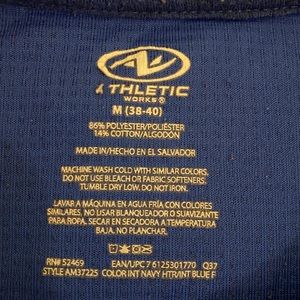 ATHLETIC
WORKS®
M (38-40)
86% POLYESTER/POLIÉSTER
14% COTTON/ALGODON
MADE IN/HECHO EN EL SALVADOR
MACHINE WASH COLD WITH SIMILAR COLORS.
DO NOT USE BLEACH OR FABRIC SOFTENERS.
TUMBLE DRY LOW. DO NOT IRON.
LAVAR A MÁQUINA EN AGUA FRÍA CON COLORES
SIMILARES. NO USAR BLANQUEADOR O SUAVIZANTE
PARA ROPA. SECAR EN SECADORA A TEMPERATURA
BAJA. NO PLANCHAR.
RN# 52469 EAN/UPC 7 6125301770 Q37
STYLE AM37225 COLOR INT NAVY HTR/INT BLUE F